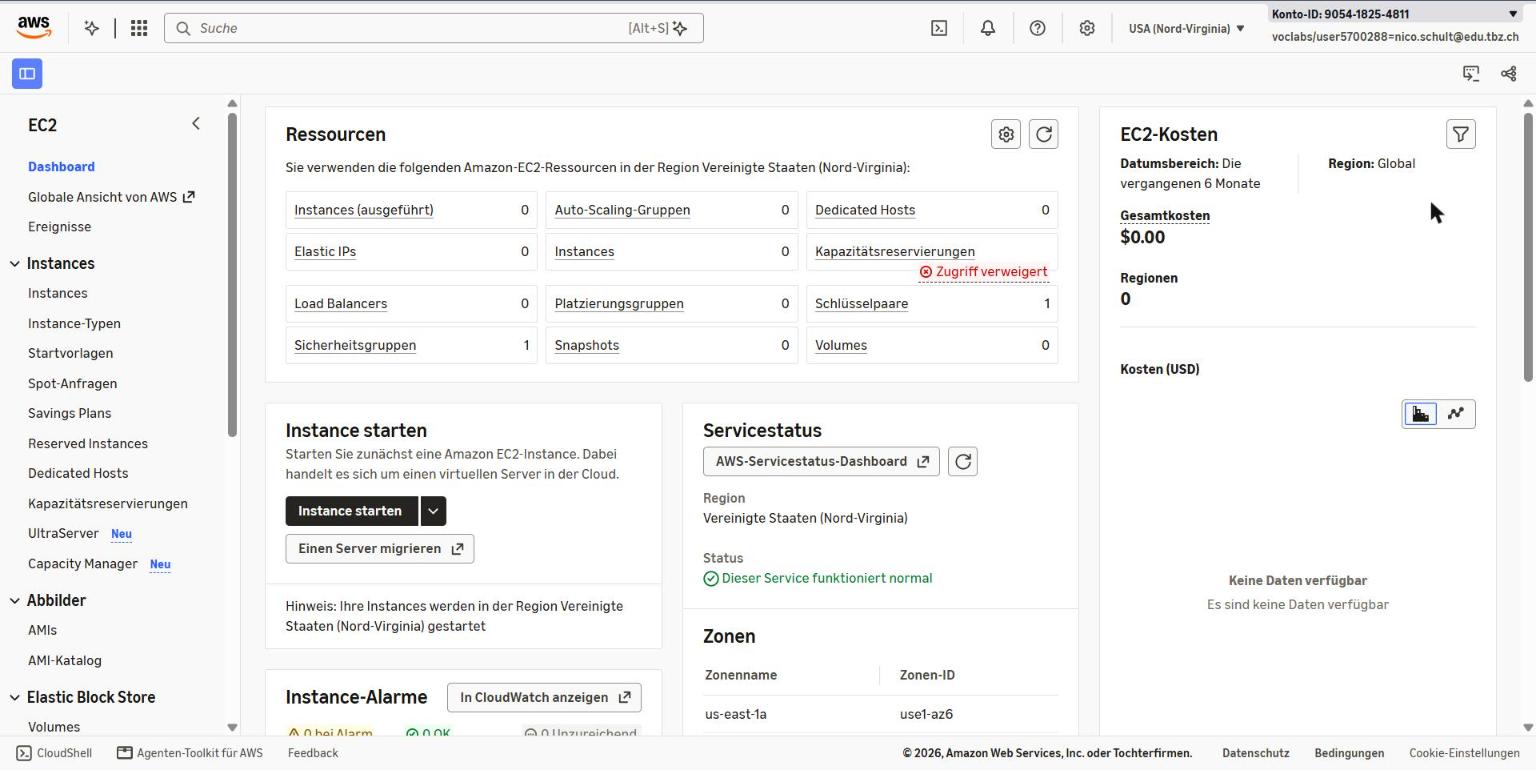 aws
Suche
[Alt+S]
USA (Nord-Virginia)
Konto-ID: 9054-1825-4811
voclabs/user5700288=nico.schult@edu.tbz.ch
EC2
Dashboard
Globale Ansicht von AWS
Ereignisse
Instances
Instances
Instance-Typen
Startvorlagen
Spot-Anfragen
Savings Plans
Reserved Instances
Dedicated Hosts
Kapazitätsreservierungen
UltraServer Neu
Capacity Manager Neu
Abbilder
AMIs
AMI-Katalog
Elastic Block Store
Volumes
Ressourcen
Sie verwenden die folgenden Amazon-EC2-Ressourcen in der Region Vereinigte Staaten (Nord-Virginia):
Instances (ausgeführt) 0
Auto-Scaling-Gruppen 0
Dedicated Hosts 0
Elastic IPs 0
Instances 0
Kapazitätsreservierungen
Zugriff verweigert
Load Balancers 0
Platzierungsgruppen 0
Schlüsselpaare 1
Sicherheitsgruppen 1
Snapshots 0
Volumes 0
Instance starten
Starten Sie zunächst eine Amazon EC2-Instance. Dabei
handelt es sich um einen virtuellen Server in der Cloud.
Instance starten
Einen Server migrieren
Hinweis: Ihre Instances werden in der Region Vereinigte
Staaten (Nord-Virginia) gestartet
Instance-Alarme
In CloudWatch anzeigen
0 bei Alarm
0 OK
0 Unzureichend
Servicestatus
AWS-Servicestatus-Dashboard
Region
Vereinigte Staaten (Nord-Virginia)
Status
Dieser Service funktioniert normal
Zonen
Zonenname Zonen-ID
us-east-1a use1-az6
EC2-Kosten
Datumsbereich: Die
vergangenen 6 Monate
Region: Global
Gesamtkosten
$0.00
Regionen
0
Kosten (USD)
Keine Daten verfügbar
Es sind keine Daten verfügbar
CloudShell
Agenten-Toolkit für AWS
Feedback
© 2026, Amazon Web Services, Inc. oder Tochterfirmen.
Datenschutz
Bedingungen
Cookie-Einstellungen